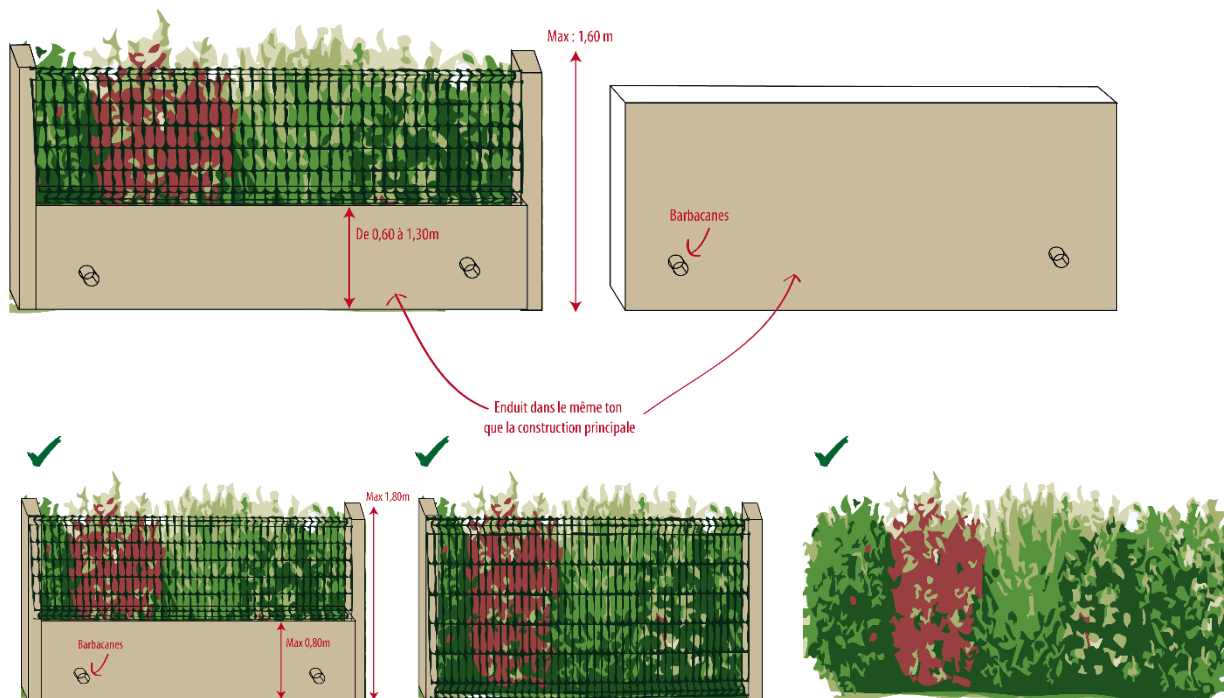 Max : 1,60 m
De 0,60 à 1,30m
Barbacanes
Enduit dans le même ton
que la construction principale
Max 1,80m
Barbacanes
Max 0,80m